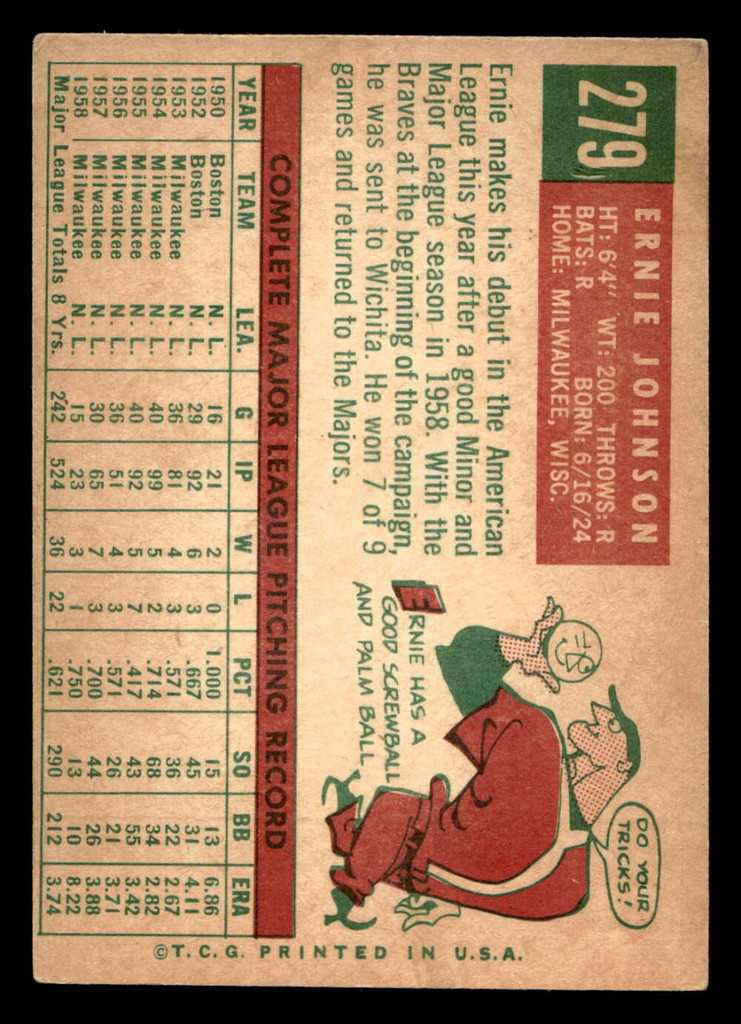 279
ERNIE JOHNSON
HT: 6'4" WT: 200 THROWS: R
BATS: R BORN: 6/16/24
HOME: MILWAUKEE, WISC.
Ernie makes his debut in the American
League this year after a good Minor and
Major League season in 1958. With the
Braves at the beginning of the campaign,
he was sent to Wichita. He won 7 of 9
games and returned to the Majors.
DO YOUR
TRICKS!
ERNIE HAS A
GOOD SCREWBALL
AND PALM BALL
COMPLETE MAJOR LEAGUE PITCHING RECORD
YEAR TEAM LEA. G IP W L PCT SO BB ERA
1950 Boston N. L. 16 21 2 0 1.000 15 13 6.86
1952 Boston N. L. 29 92 6 3 .667 45 31 4.11
1953 Milwaukee N. L. 36 81 4 3 .571 36 22 2.67
1954 Milwaukee N. L. 40 99 5 2 .714 68 34 2.82
1955 Milwaukee N. L. 40 92 5 7 .417 43 55 3.42
1956 Milwaukee N. L. 36 51 4 3 .571 26 21 3.71
1957 Milwaukee N. L. 30 65 7 3 .700 44 26 3.88
1958 Milwaukee N. L. 15 23 3 1 .750 13 10 8.22
Major League Totals 8 Yrs. 242 524 36 22 .621 290 212 3.74
© T.C.G. PRINTED IN U.S.A.